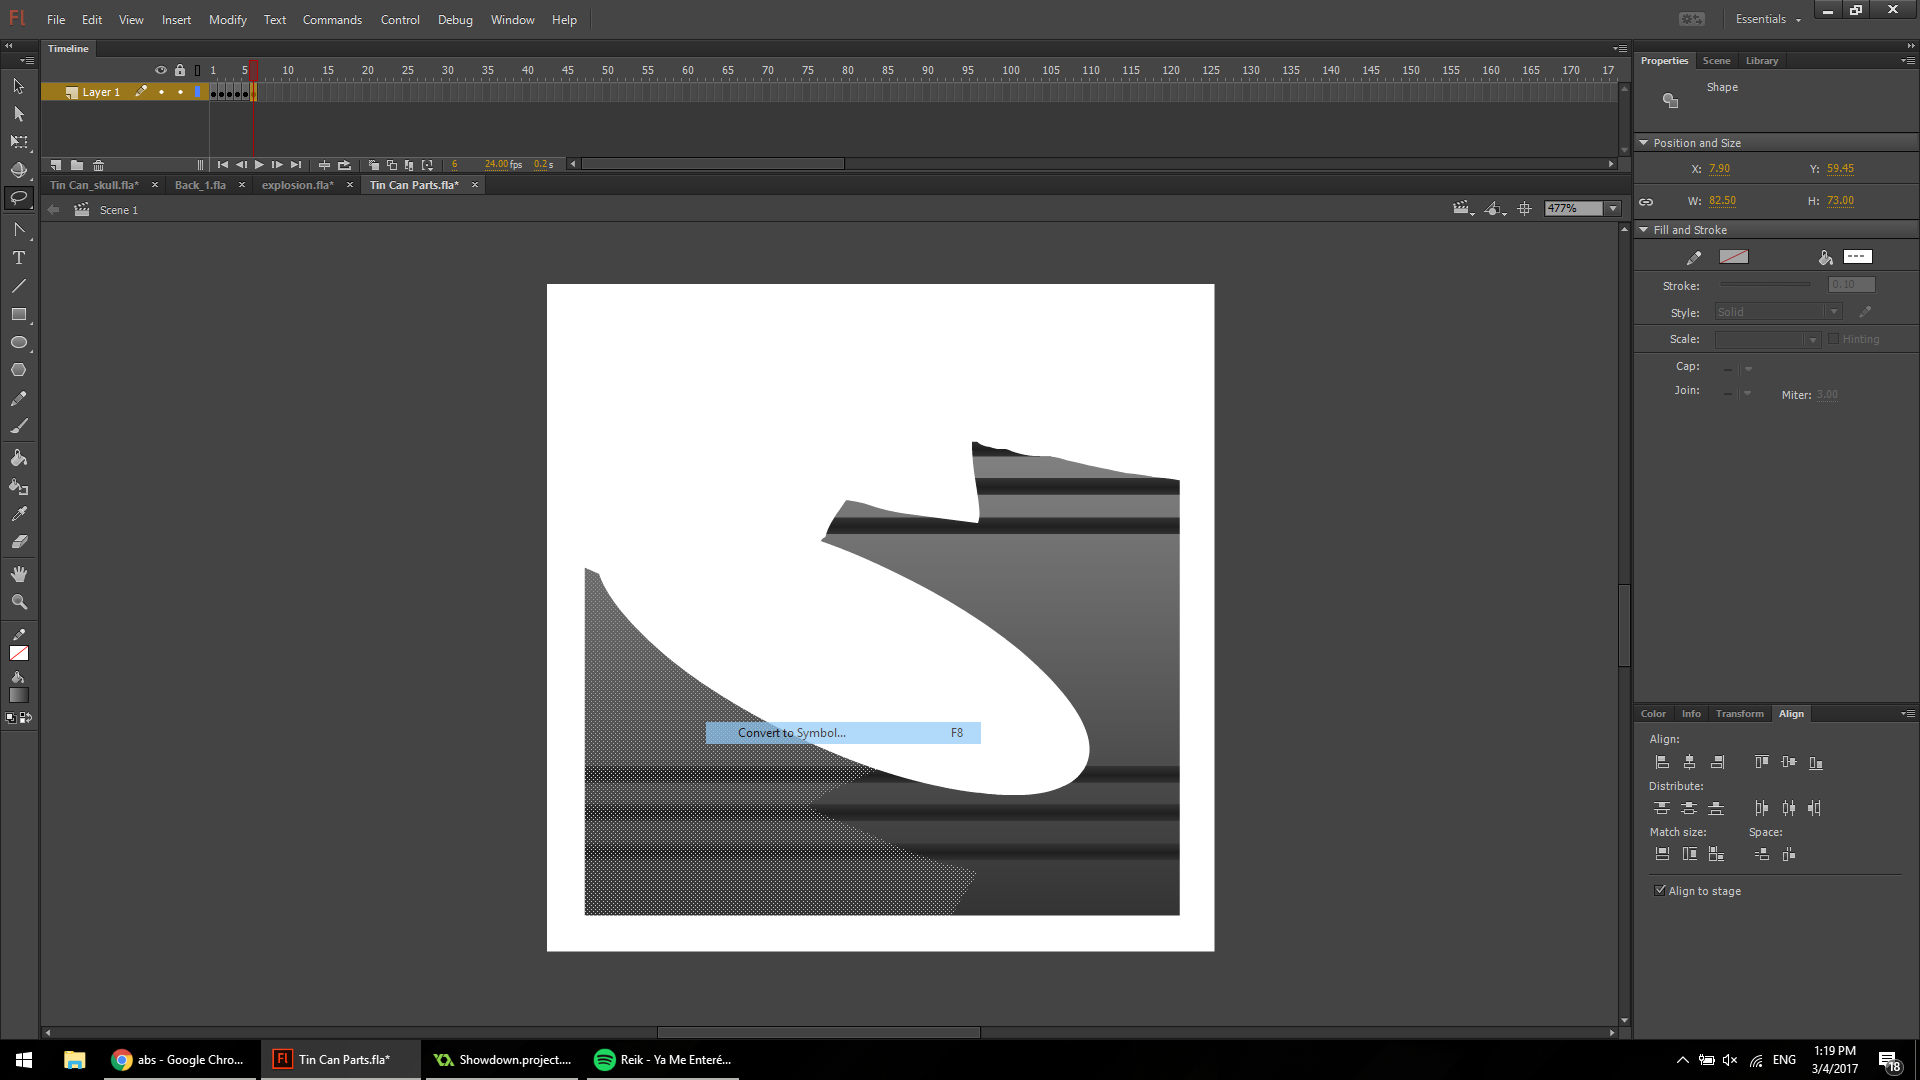 Fl File Edit View Insert Modify Text Commands Control Debug Window Help Essentials
Timeline
1 5 10 15 20 25 30 35 40 45 50 55 60 65 70 75 80 85 90 95 100 105 110 115 120 125 130 135 140 145 150 155 160 165 170 17
Layer 1
6 24.00 fps 0.2 s
Tin Can_skull.fla* Back_1.fla explosion.fla* Tin Can Parts.fla*
Scene 1 477%
Properties Scene Library
Shape
Position and Size
X: 7.90 Y: 59.45
W: 82.50 H: 73.00
Fill and Stroke
Stroke: 0.10
Style: Solid
Scale: Hinting
Cap:
Join: Miter: 3.00
Convert to Symbol... F8
Color Info Transform Align
Align:
Distribute:
Match size: Space:
Align to stage
abs - Google Chro... Fl Tin Can Parts.fla* Showdown.project.... Reik - Ya Me Enteré... ENG 1:19 PM
3/4/2017 18